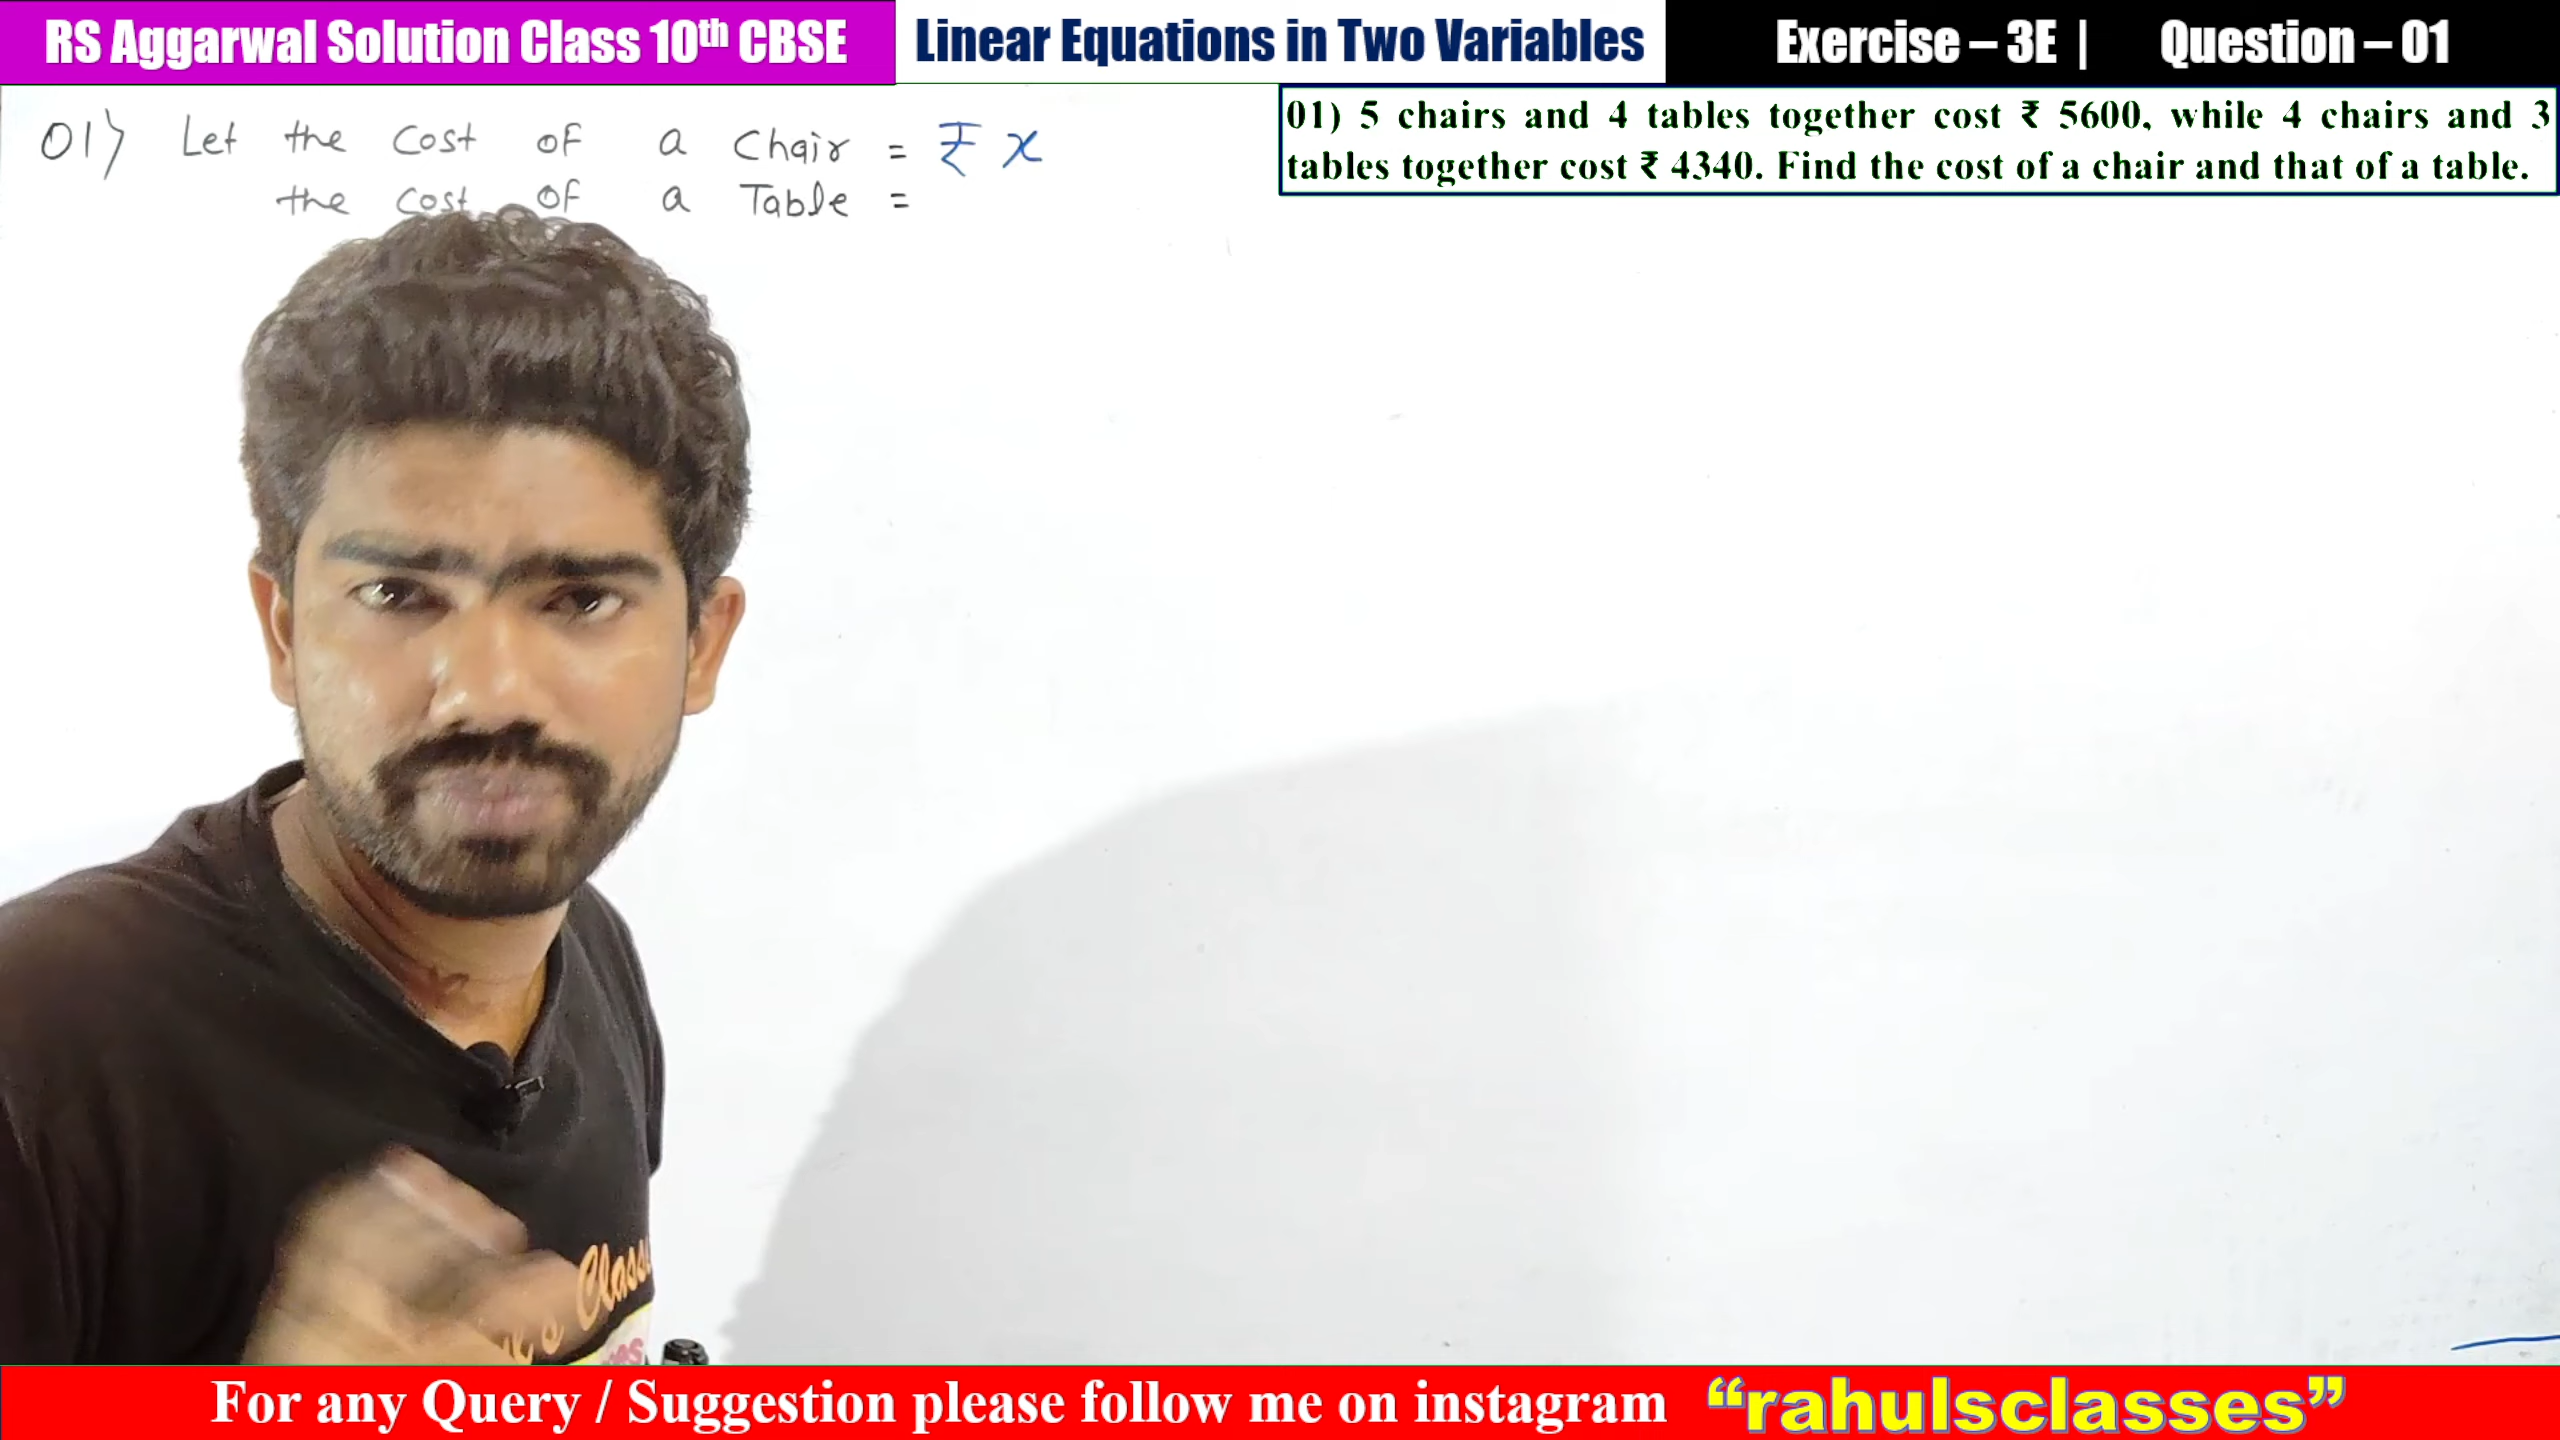 RS Aggarwal Solution Class 10th CBSE
Linear Equations in Two Variables
Exercise – 3E |
Question – 01
01) Let the cost of a Chair = ₹ x
the cost of a Table =
01) 5 chairs and 4 tables together cost ₹ 5600, while 4 chairs and 3
tables together cost ₹ 4340. Find the cost of a chair and that of a table.
Classe
For any Query / Suggestion please follow me on instagram “rahulsclasses”